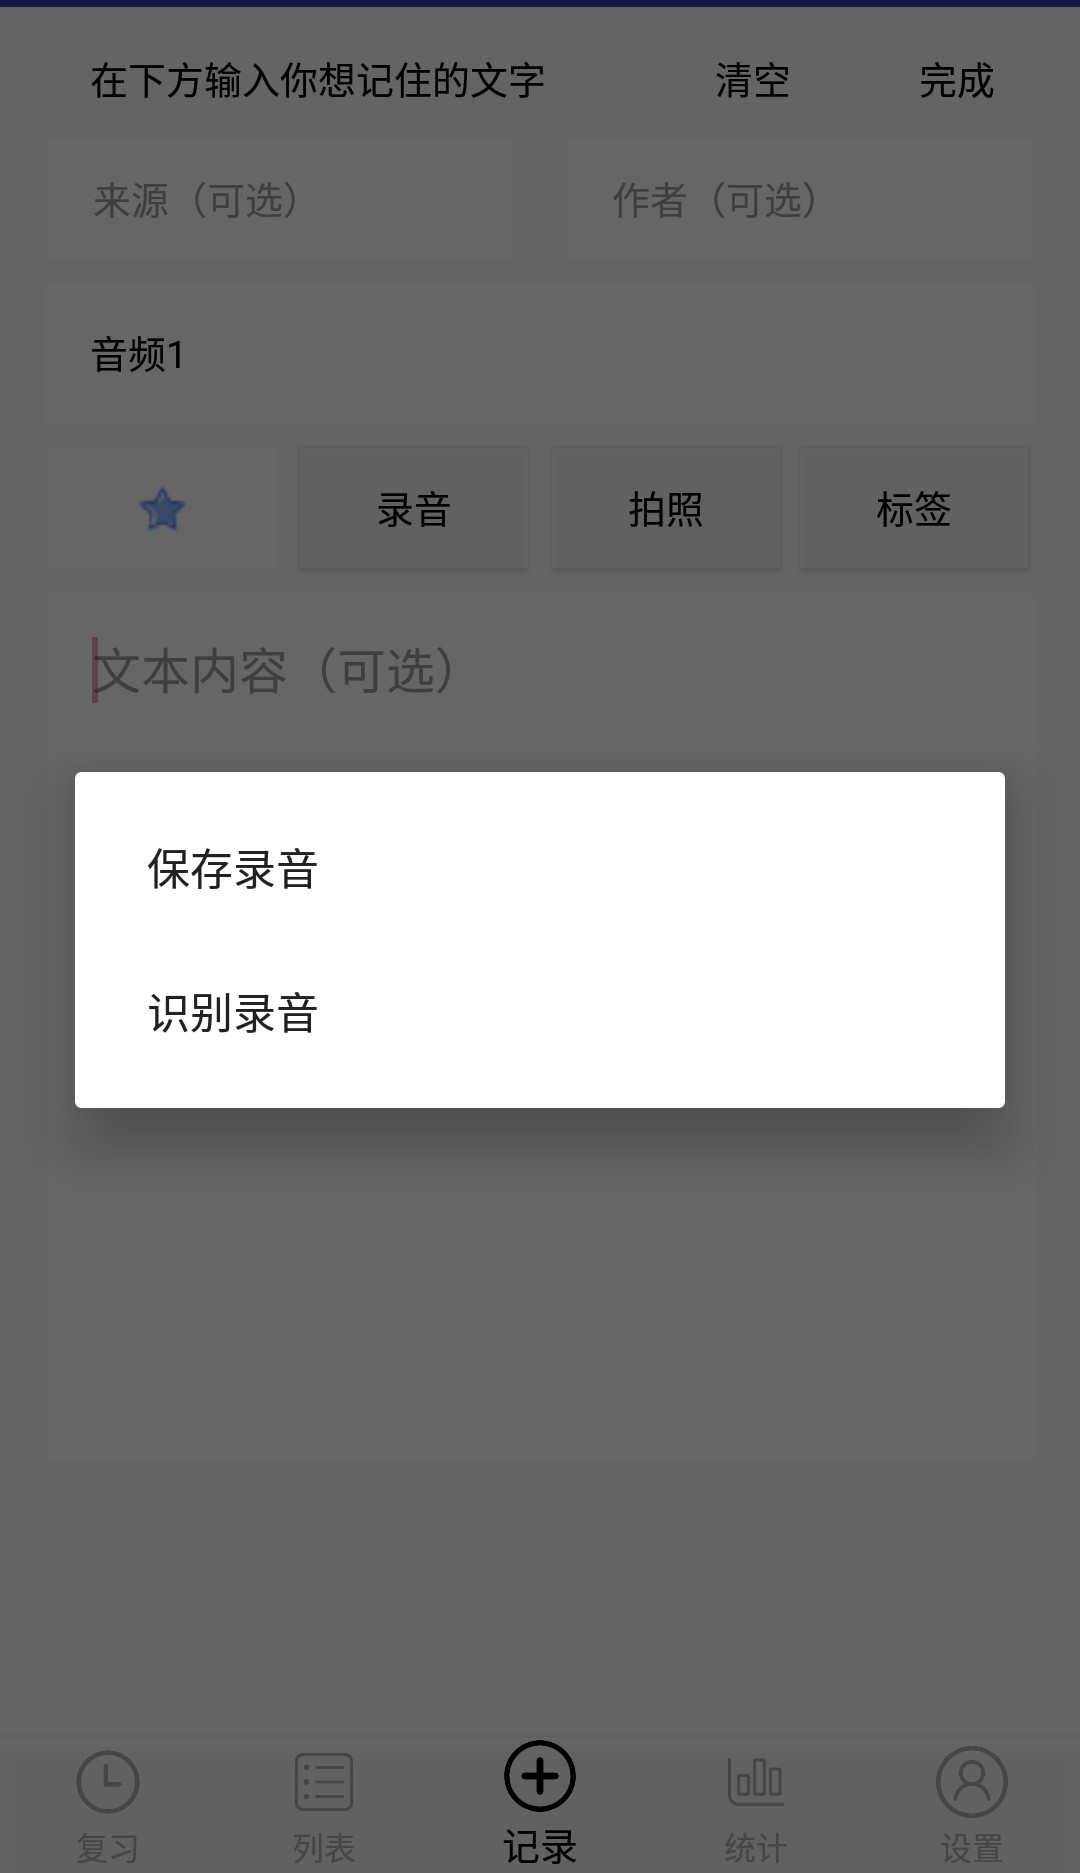 在下方输入你想记住的文字 清空 完成
来源（可选） 作者（可选）
音频1
录音 拍照 标签
文本内容（可选）
保存录音
识别录音
复习 列表 记录 统计 设置